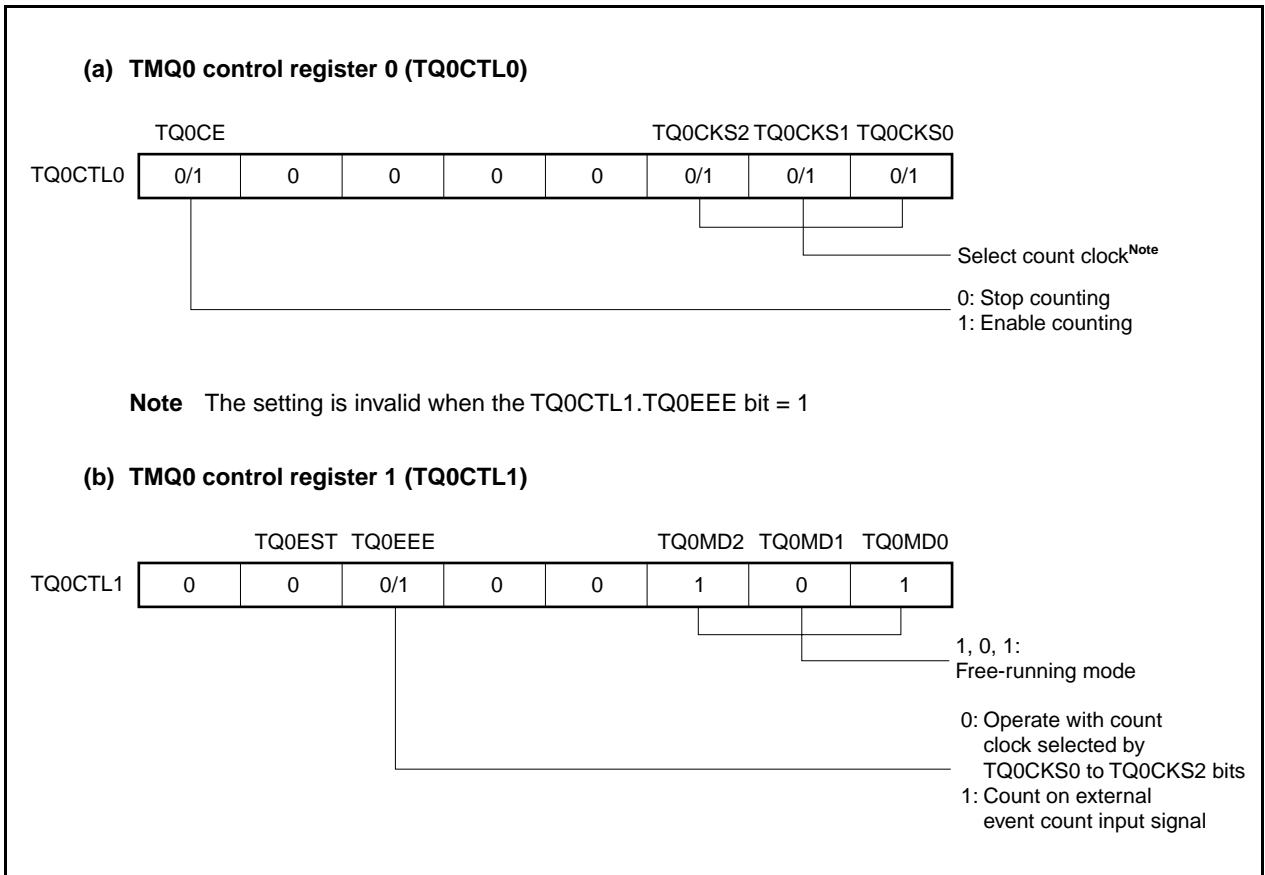 (a) TMQ0 control register 0 (TQ0CTL0)
TQ0CE TQ0CKS2 TQ0CKS1 TQ0CKS0
TQ0CTL0 0/1 0 0 0 0 0/1 0/1 0/1
Select count clockNote
0: Stop counting
1: Enable counting
Note The setting is invalid when the TQ0CTL1.TQ0EEE bit = 1
(b) TMQ0 control register 1 (TQ0CTL1)
TQ0EST TQ0EEE TQ0MD2 TQ0MD1 TQ0MD0
TQ0CTL1 0 0 0/1 0 0 1 0 1
1, 0, 1:
Free-running mode
0: Operate with count
clock selected by
TQ0CKS0 to TQ0CKS2 bits
1: Count on external
event count input signal